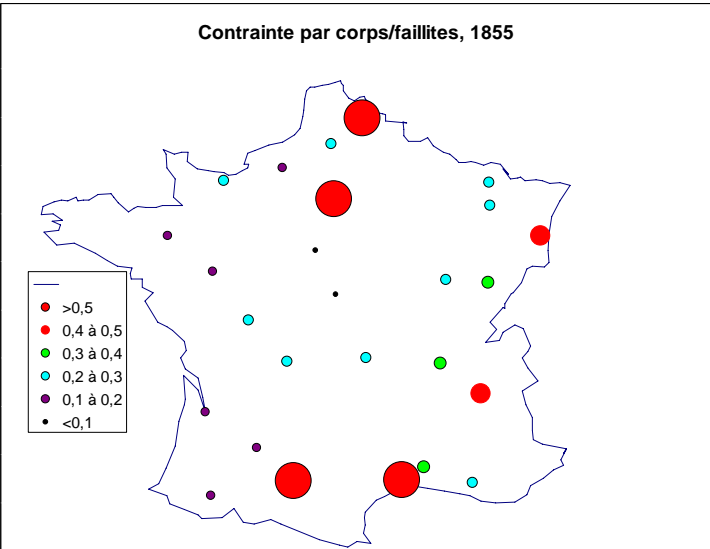 Contrainte par corps/faillites, 1855
>0,5
0,4 à 0,5
0,3 à 0,4
0,2 à 0,3
0,1 à 0,2
<0,1